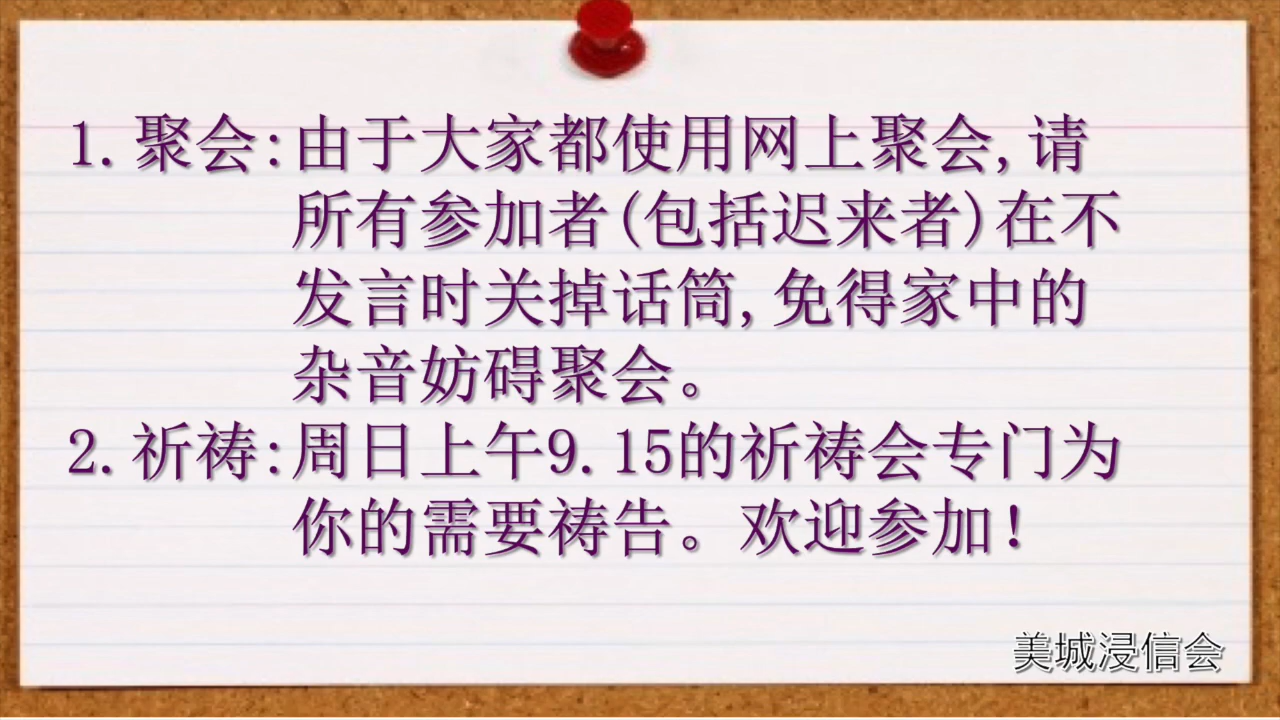 1.聚会:由于大家都使用网上聚会,请
所有参加者(包括迟来者)在不
发言时关掉话筒,免得家中的
杂音妨碍聚会。
2.祈祷:周日上午9.15的祈祷会专门为
你的需要祷告。欢迎参加!
美城浸信会